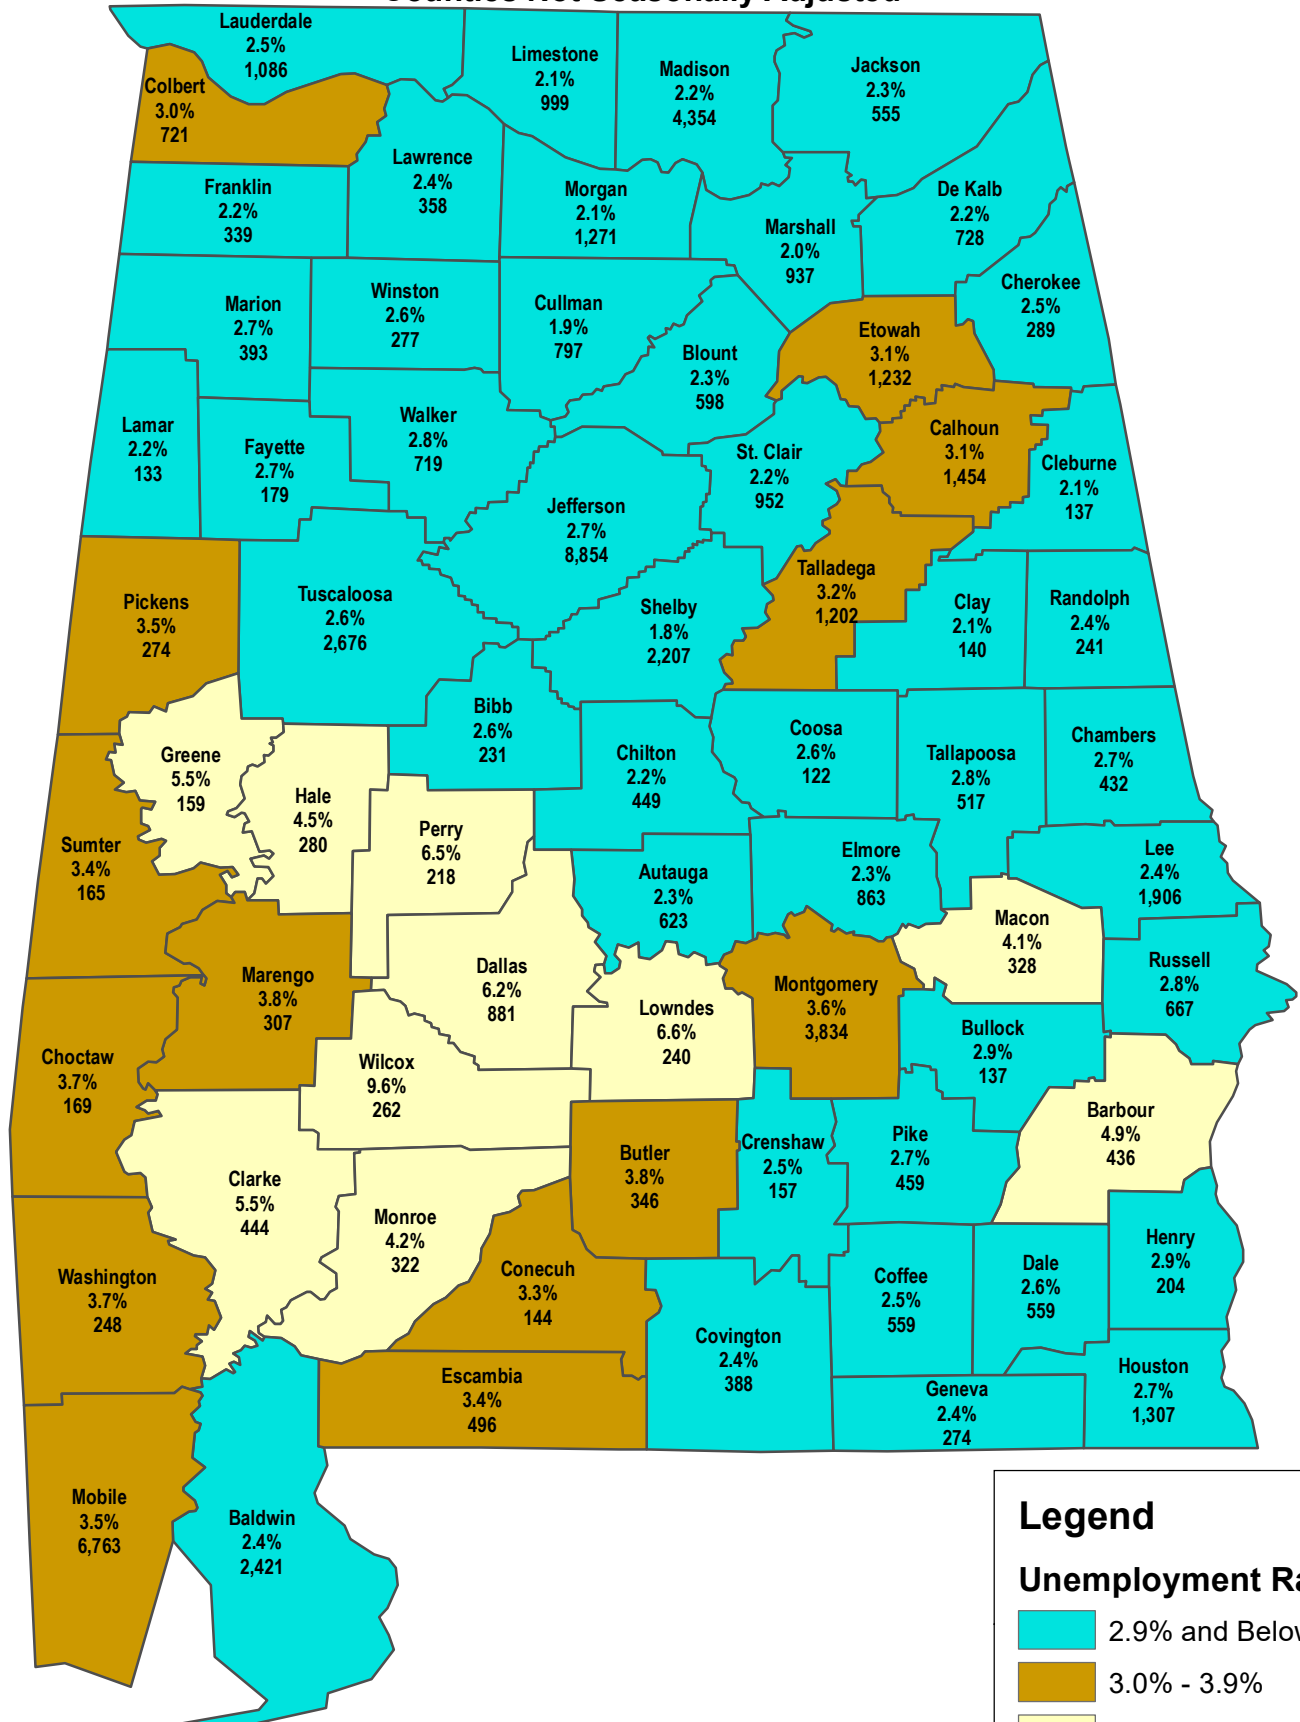 Counties Not Seasonally Adjusted
Lauderdale
2.5%
1,086
Limestone
2.1%
999
Madison
2.2%
4,354
Jackson
2.3%
555
Colbert
3.0%
721
Lawrence
2.4%
358
Franklin
2.2%
339
Morgan
2.1%
1,271
De Kalb
2.2%
728
Marshall
2.0%
937
Cherokee
2.5%
289
Marion
2.7%
393
Winston
2.6%
277
Cullman
1.9%
797
Etowah
3.1%
1,232
Blount
2.3%
598
Lamar
2.2%
133
Fayette
2.7%
179
Walker
2.8%
719
Calhoun
3.1%
1,454
St. Clair
2.2%
952
Cleburne
2.1%
137
Jefferson
2.7%
8,854
Talladega
3.2%
1,202
Pickens
3.5%
274
Tuscaloosa
2.6%
2,676
Shelby
1.8%
2,207
Clay
2.1%
140
Randolph
2.4%
241
Bibb
2.6%
231
Greene
5.5%
159
Hale
4.5%
280
Chilton
2.2%
449
Coosa
2.6%
122
Tallapoosa
2.8%
517
Chambers
2.7%
432
Sumter
3.4%
165
Perry
6.5%
218
Autauga
2.3%
623
Elmore
2.3%
863
Lee
2.4%
1,906
Macon
4.1%
328
Marengo
3.8%
307
Dallas
6.2%
881
Lowndes
6.6%
240
Montgomery
3.6%
3,834
Russell
2.8%
667
Bullock
2.9%
137
Choctaw
3.7%
169
Wilcox
9.6%
262
Barbour
4.9%
436
Clarke
5.5%
444
Butler
3.8%
346
Crenshaw
2.5%
157
Pike
2.7%
459
Monroe
4.2%
322
Washington
3.7%
248
Conecuh
3.3%
144
Coffee
2.5%
559
Dale
2.6%
559
Henry
2.9%
204
Covington
2.4%
388
Escambia
3.4%
496
Geneva
2.4%
274
Houston
2.7%
1,307
Mobile
3.5%
6,763
Baldwin
2.4%
2,421
Legend
Unemployment Ra
2.9% and Below
3.0% - 3.9%